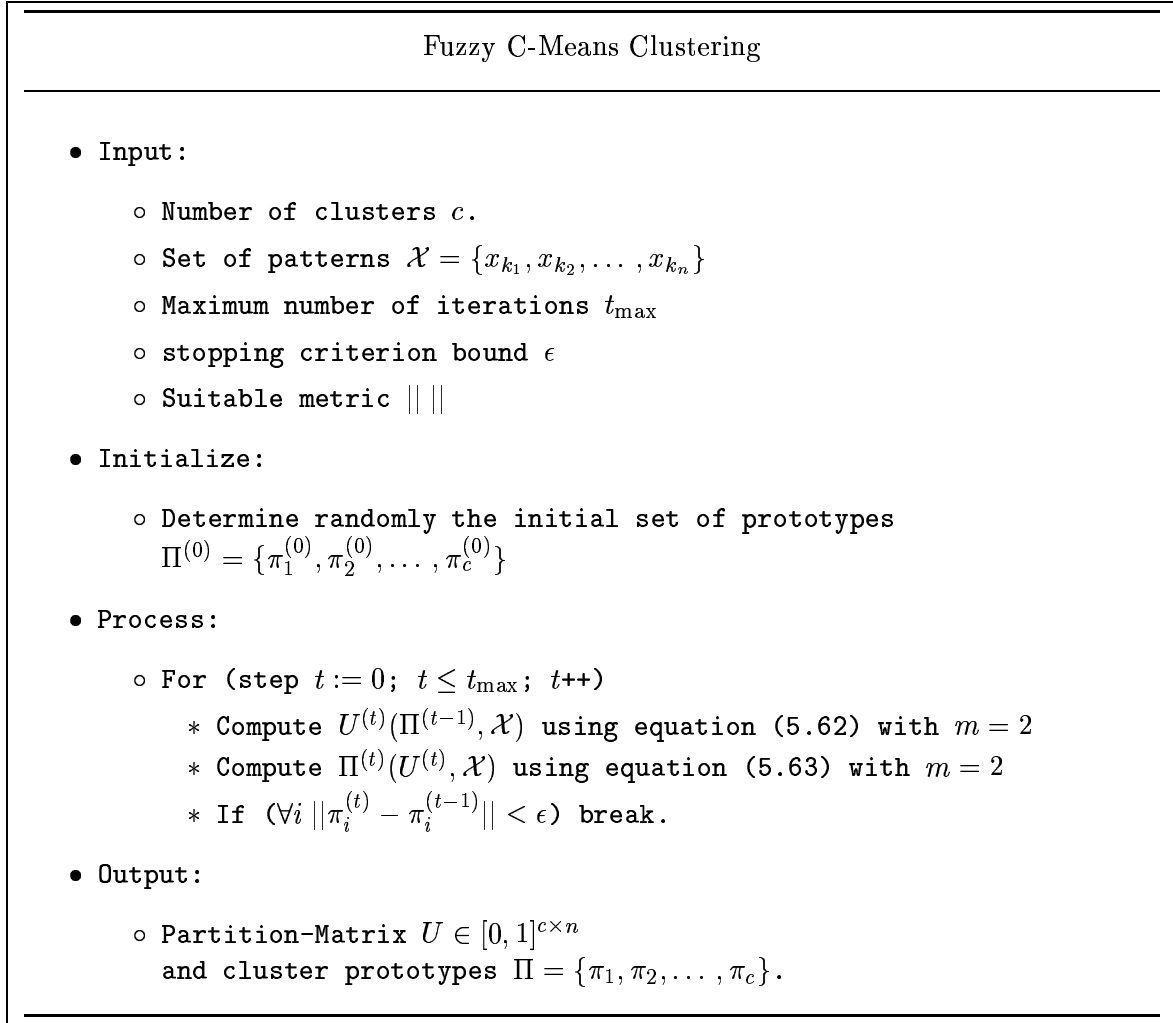 Fuzzy C-Means Clustering
• Input:
◦ Number of clusters c.
◦ Set of patterns 𝒳 = {x_{k_1}, x_{k_2}, ... , x_{k_n}}
◦ Maximum number of iterations t_max
◦ stopping criterion bound ϵ
◦ Suitable metric || ||
• Initialize:
◦ Determine randomly the initial set of prototypes
Π^{(0)} = {π_1^{(0)}, π_2^{(0)}, ... , π_c^{(0)}}
• Process:
◦ For (step t := 0; t ≤ t_max; t++)
* Compute U^{(t)}(Π^{(t−1)}, 𝒳) using equation (5.62) with m = 2
* Compute Π^{(t)}(U^{(t)}, 𝒳) using equation (5.63) with m = 2
* If (∀i ||π_i^{(t)} − π_i^{(t−1)}|| < ϵ) break.
• Output:
◦ Partition-Matrix U ∈ [0, 1]^{c×n}
and cluster prototypes Π = {π_1, π_2, ... , π_c}.